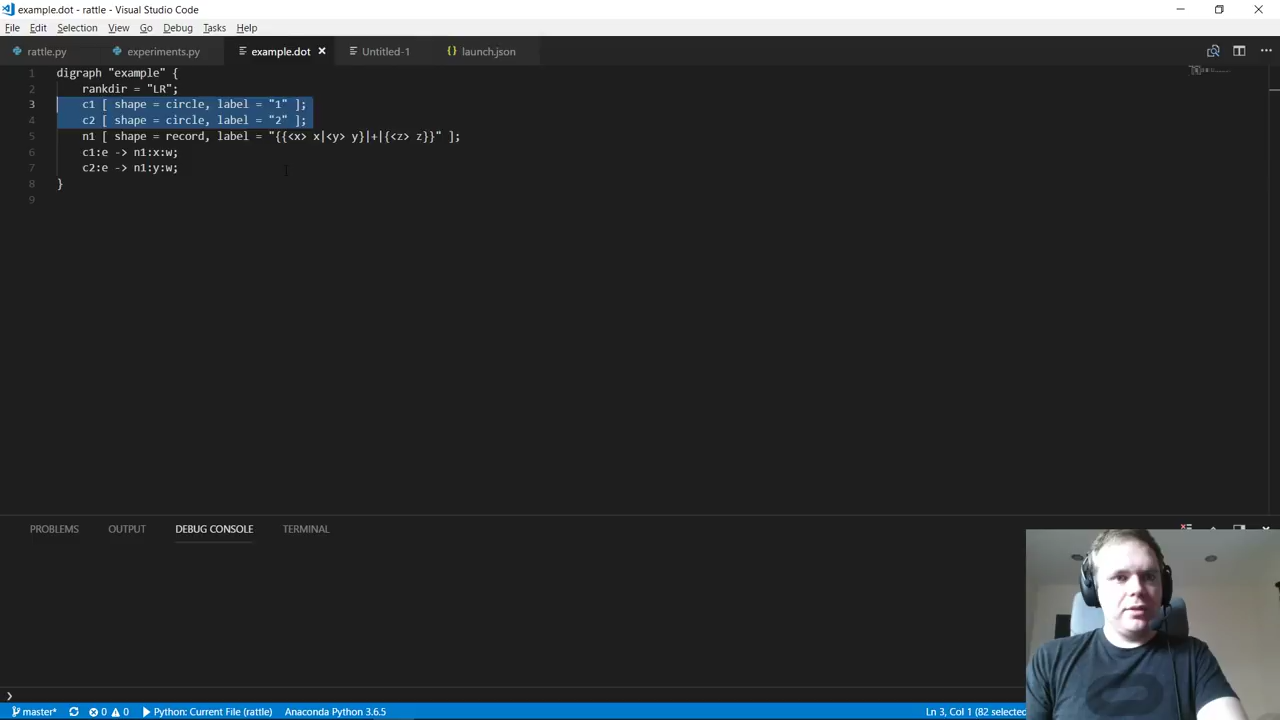 example.dot - rattle - Visual Studio Code
File Edit Selection View Go Debug Tasks Help
rattle.py experiments.py example.dot Untitled-1 {} launch.json
1 digraph "example" {
2 rankdir = "LR";
3 c1 [ shape = circle, label = "1" ];
4 c2 [ shape = circle, label = "2" ];
5 n1 [ shape = record, label = "{{<x> x|<y> y}|+|{<z> z}}" ];
6 c1:e -> n1:x:w;
7 c2:e -> n1:y:w;
8 }
9
PROBLEMS OUTPUT DEBUG CONSOLE TERMINAL
master* 0 0 Python: Current File (rattle) Anaconda Python 3.6.5 Ln 3, Col 1 (82 selected